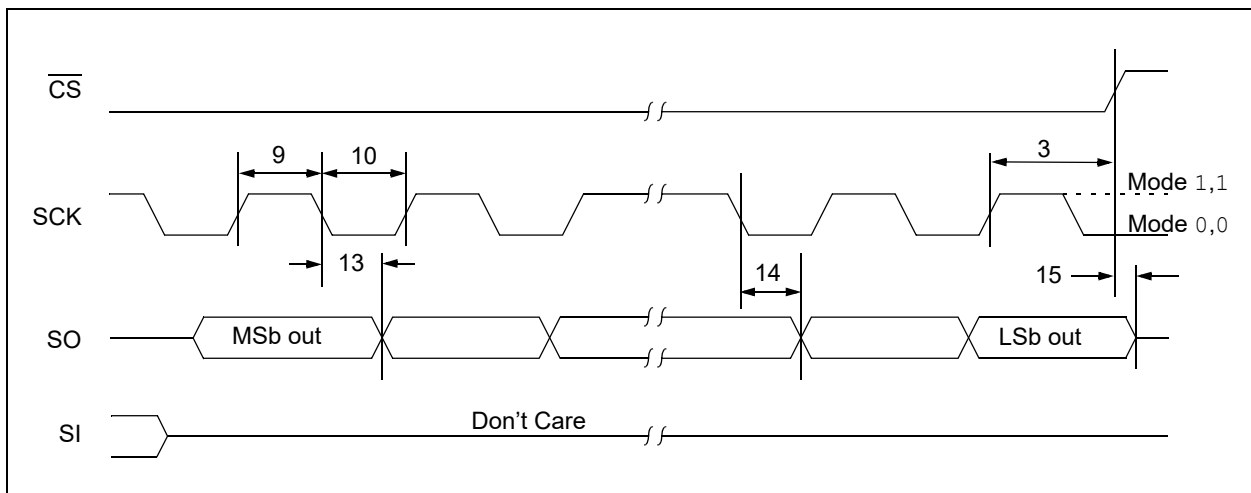 CS
9
10
3
SCK
Mode 1,1
Mode 0,0
13
14
15
SO
MSb out
LSb out
SI
Don't Care